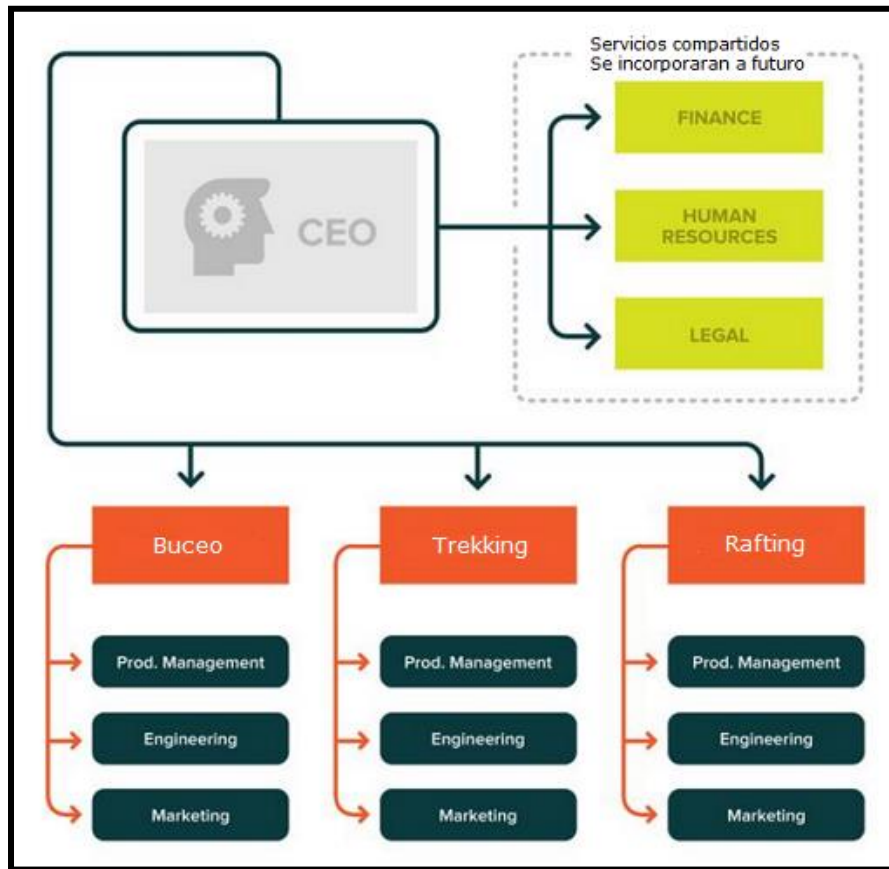 Servicios compartidos
Se incorporaran a futuro
FINANCE
HUMAN
RESOURCES
LEGAL
CEO
Buceo
Trekking
Rafting
Prod. Management
Prod. Management
Prod. Management
Engineering
Engineering
Engineering
Marketing
Marketing
Marketing